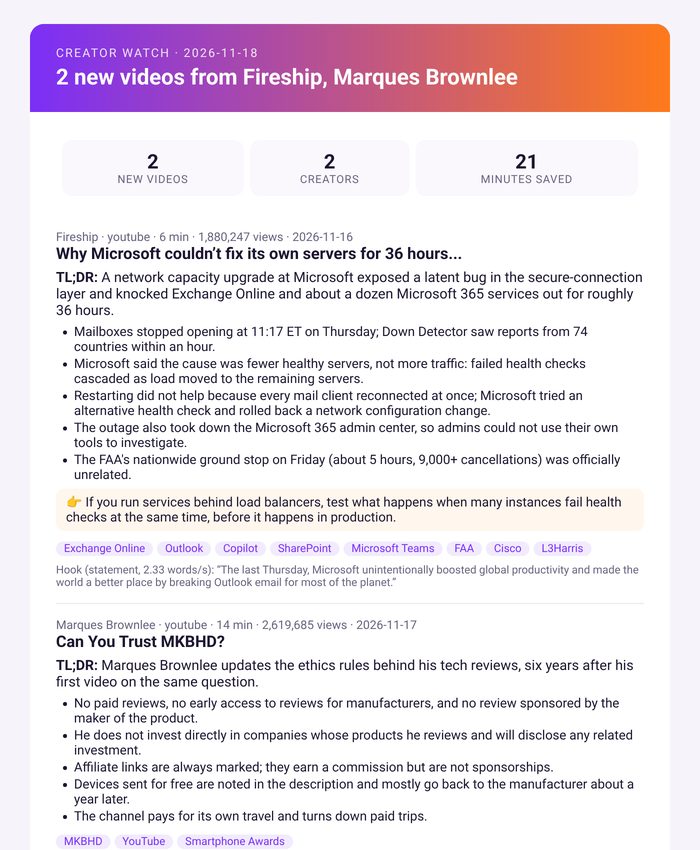 CREATOR WATCH · 2026-11-18
2 new videos from Fireship, Marques Brownlee
2
NEW VIDEOS
2
CREATORS
21
MINUTES SAVED
Fireship · youtube · 6 min · 1,880,247 views · 2026-11-16
Why Microsoft couldn’t fix its own servers for 36 hours...
TL;DR: A network capacity upgrade at Microsoft exposed a latent bug in the secure-connection
layer and knocked Exchange Online and about a dozen Microsoft 365 services out for roughly
36 hours.
• Mailboxes stopped opening at 11:17 ET on Thursday; Down Detector saw reports from 74
countries within an hour.
• Microsoft said the cause was fewer healthy servers, not more traffic: failed health checks
cascaded as load moved to the remaining servers.
• Restarting did not help because every mail client reconnected at once; Microsoft tried an
alternative health check and rolled back a network configuration change.
• The outage also took down the Microsoft 365 admin center, so admins could not use their own
tools to investigate.
• The FAA's nationwide ground stop on Friday (about 5 hours, 9,000+ cancellations) was officially
unrelated.
👉 If you run services behind load balancers, test what happens when many instances fail health
checks at the same time, before it happens in production.
Exchange Online Outlook Copilot SharePoint Microsoft Teams FAA Cisco L3Harris
Hook (statement, 2.33 words/s): “The last Thursday, Microsoft unintentionally boosted global productivity and made the
world a better place by breaking Outlook email for most of the planet.”
Marques Brownlee · youtube · 14 min · 2,619,685 views · 2026-11-17
Can You Trust MKBHD?
TL;DR: Marques Brownlee updates the ethics rules behind his tech reviews, six years after his
first video on the same question.
• No paid reviews, no early access to reviews for manufacturers, and no review sponsored by the
maker of the product.
• He does not invest directly in companies whose products he reviews and will disclose any related
investment.
• Affiliate links are always marked; they earn a commission but are not sponsorships.
• Devices sent for free are noted in the description and mostly go back to the manufacturer about a
year later.
• The channel pays for its own travel and turns down paid trips.
MKBHD YouTube Smartphone Awards